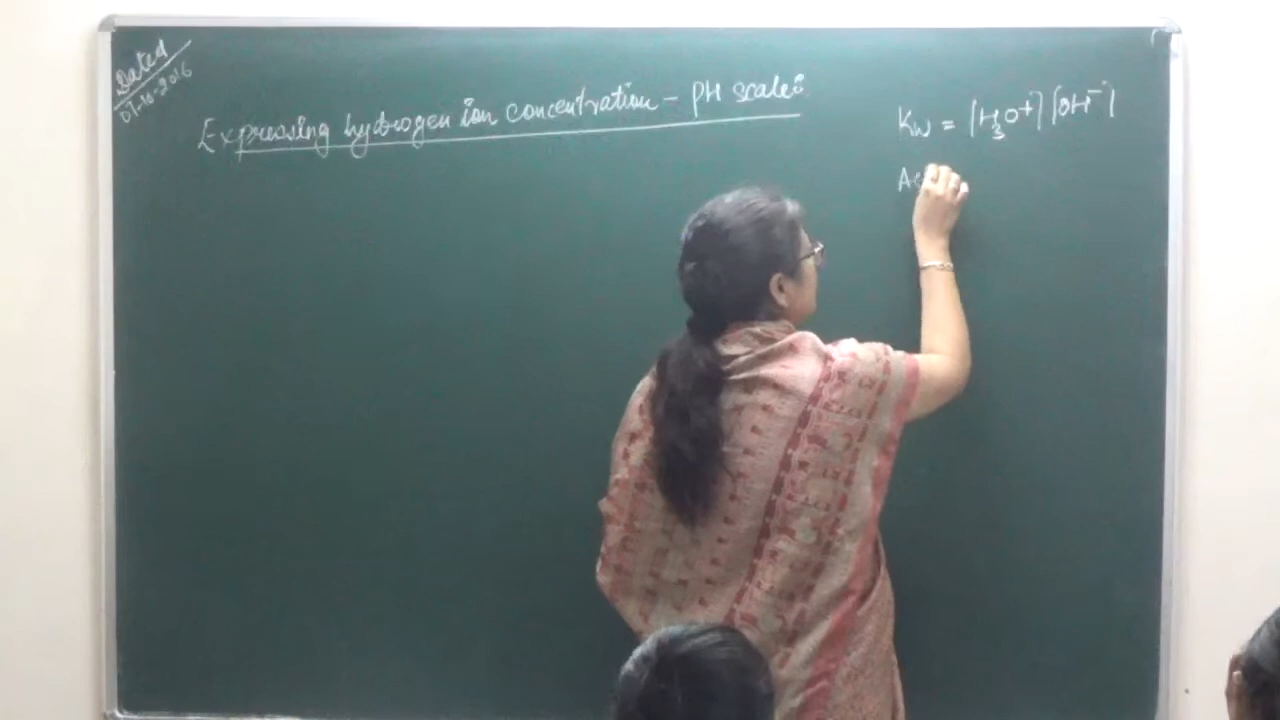 Dated
07-10-2016
Expressing hydrogen ion concentration - PH scale:
Kw = [H3O+] [OH-]